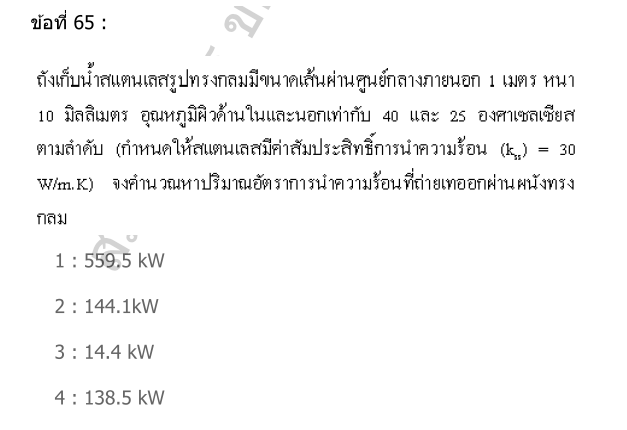 ข้อที่ 65 :
ถังเก็บน้ำสแตนเลสรูปทรงกลมมีขนาดเส้นผ่านศูนย์กลางภายนอก 1 เมตร หนา
10 มิลลิเมตร อุณหภูมิผิวด้านในและนอกเท่ากับ 40 และ 25 องศาเซลเซียส
ตามลำดับ (กำหนดให้สแตนเลสมีค่าสัมประสิทธิ์การนำความร้อน (kss) = 30
W/m.K) จงคำนวณหาปริมาณอัตราการนำความร้อนที่ถ่ายเทออกผ่านผนังทรง
กลม
1 : 559.5 kW
2 : 144.1kW
3 : 14.4 kW
4 : 138.5 kW